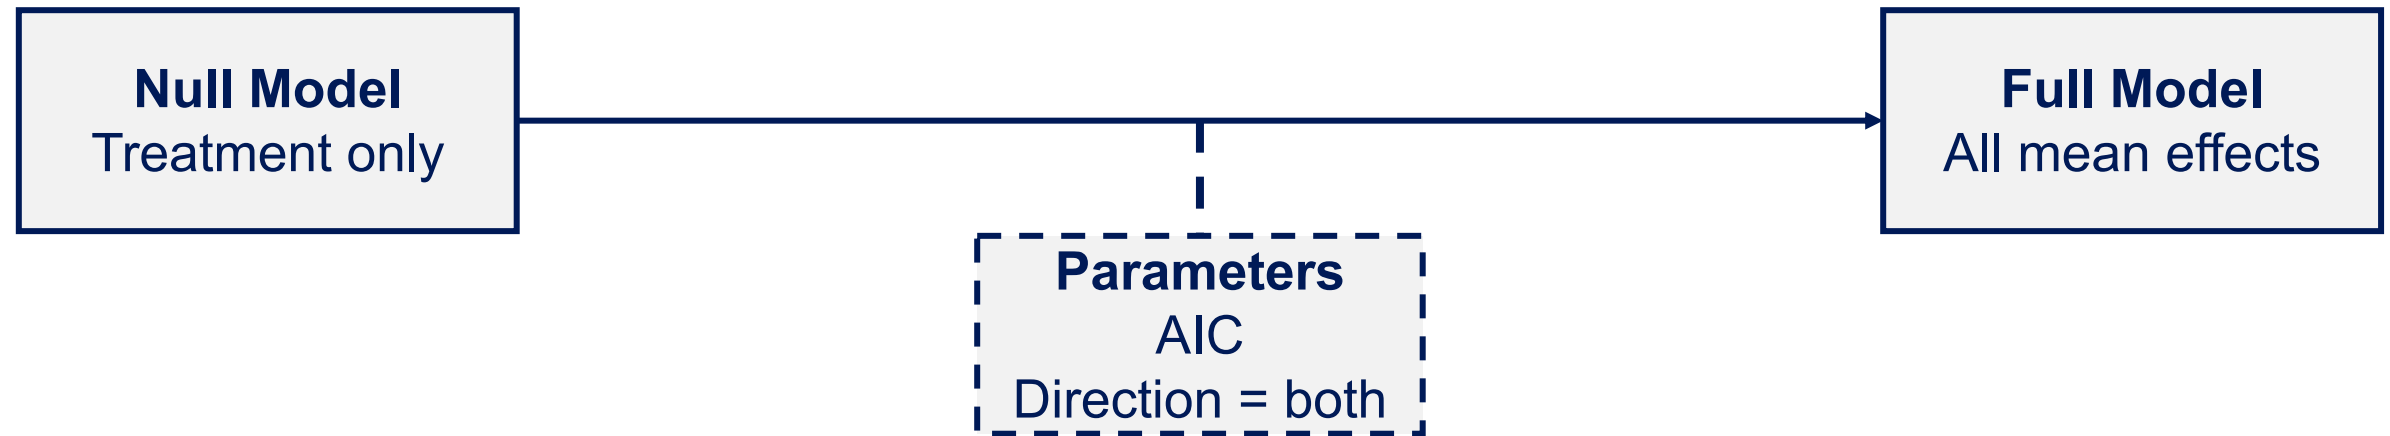 Null Model
Treatment only
Full Model
All mean effects
Parameters
AIC
Direction = both